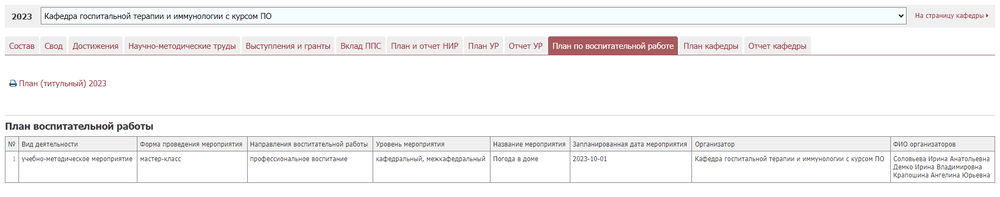 2023 Кафедра госпитальной терапии и иммунологии с курсом ПО На страницу кафедры
Состав Свод Достижения Научно-методические труды Выступления и гранты Вклад ППС План и отчет НИР План УР Отчет УР План по воспитательной работе План кафедры Отчет кафедры
План (титульный) 2023
План воспитательной работы
№ Вид деятельности Форма проведения мероприятия Направления воспитательной работы Уровень мероприятия Название мероприятия Запланированная дата мероприятия Организатор ФИО организаторов
1 учебно-методическое мероприятие мастер-класс профессиональное воспитание кафедральный, межкафедральный Погода в доме 2023-10-01 Кафедра госпитальной терапии и иммунологии с курсом ПО Соловьева Ирина Анатольевна
Демко Ирина Владимировна
Крапошина Ангелина Юрьевна